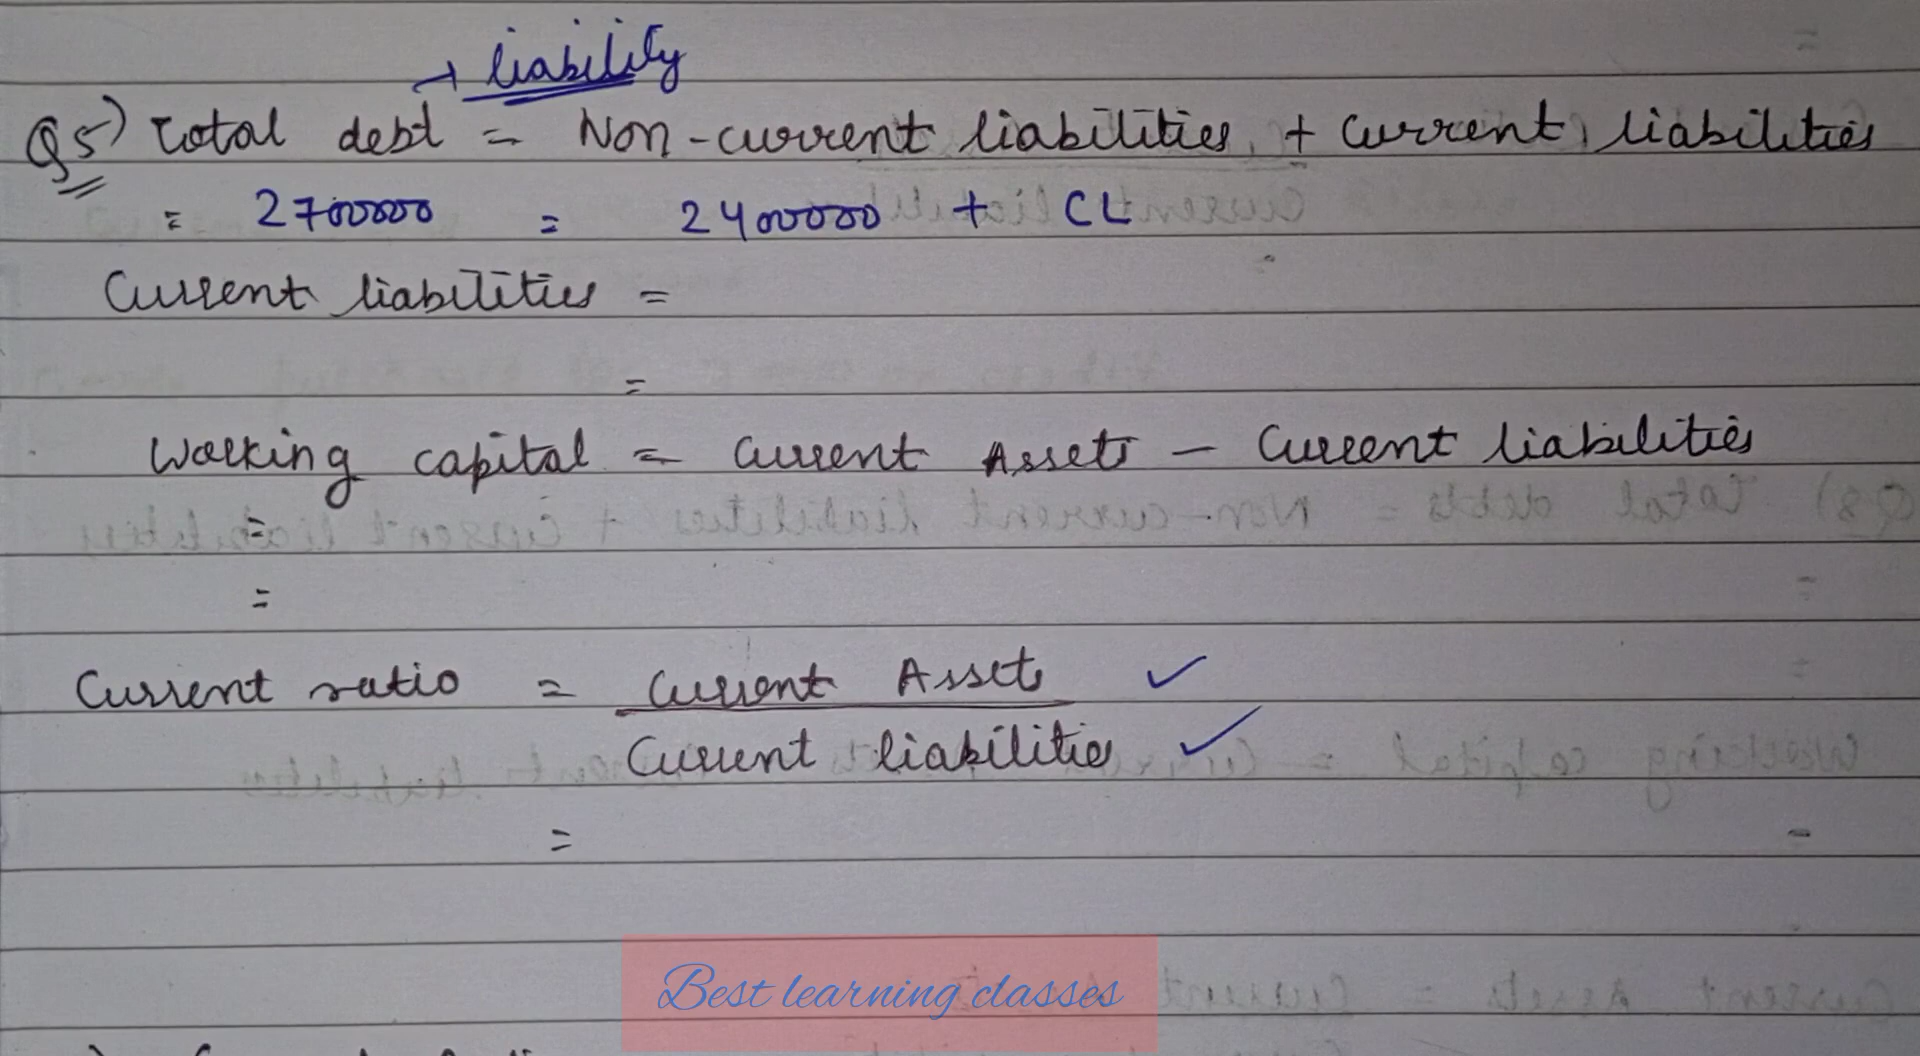 → liability
Q5) Total debt = Non-current liabilities + Current liabilities
= 2700000 = 2400000 + CL
Current liabilities =
=
Working capital = Current Assets - Current liabilities
=
=
Current ratio = Current Assets ✓
Current liabilities ✓
=
Best learning classes